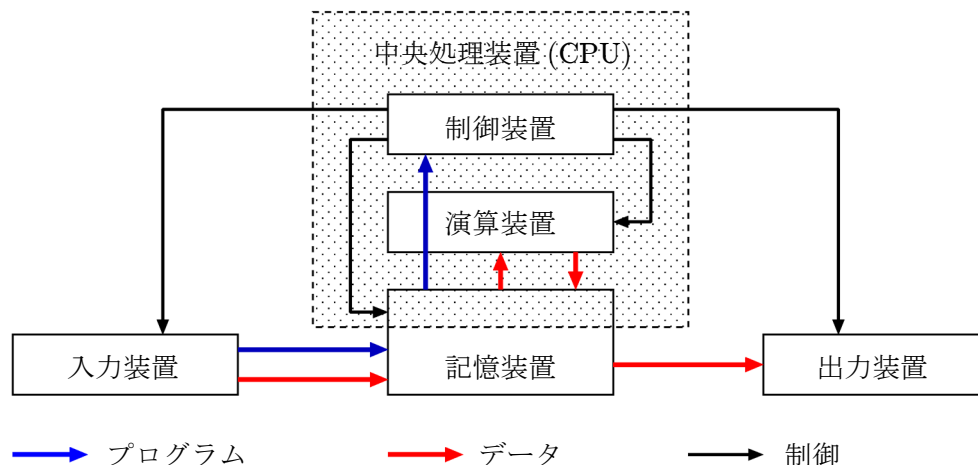 中央処理装置 (CPU)
制御装置
演算装置
入力装置
記憶装置
出力装置
プログラム
データ
制御